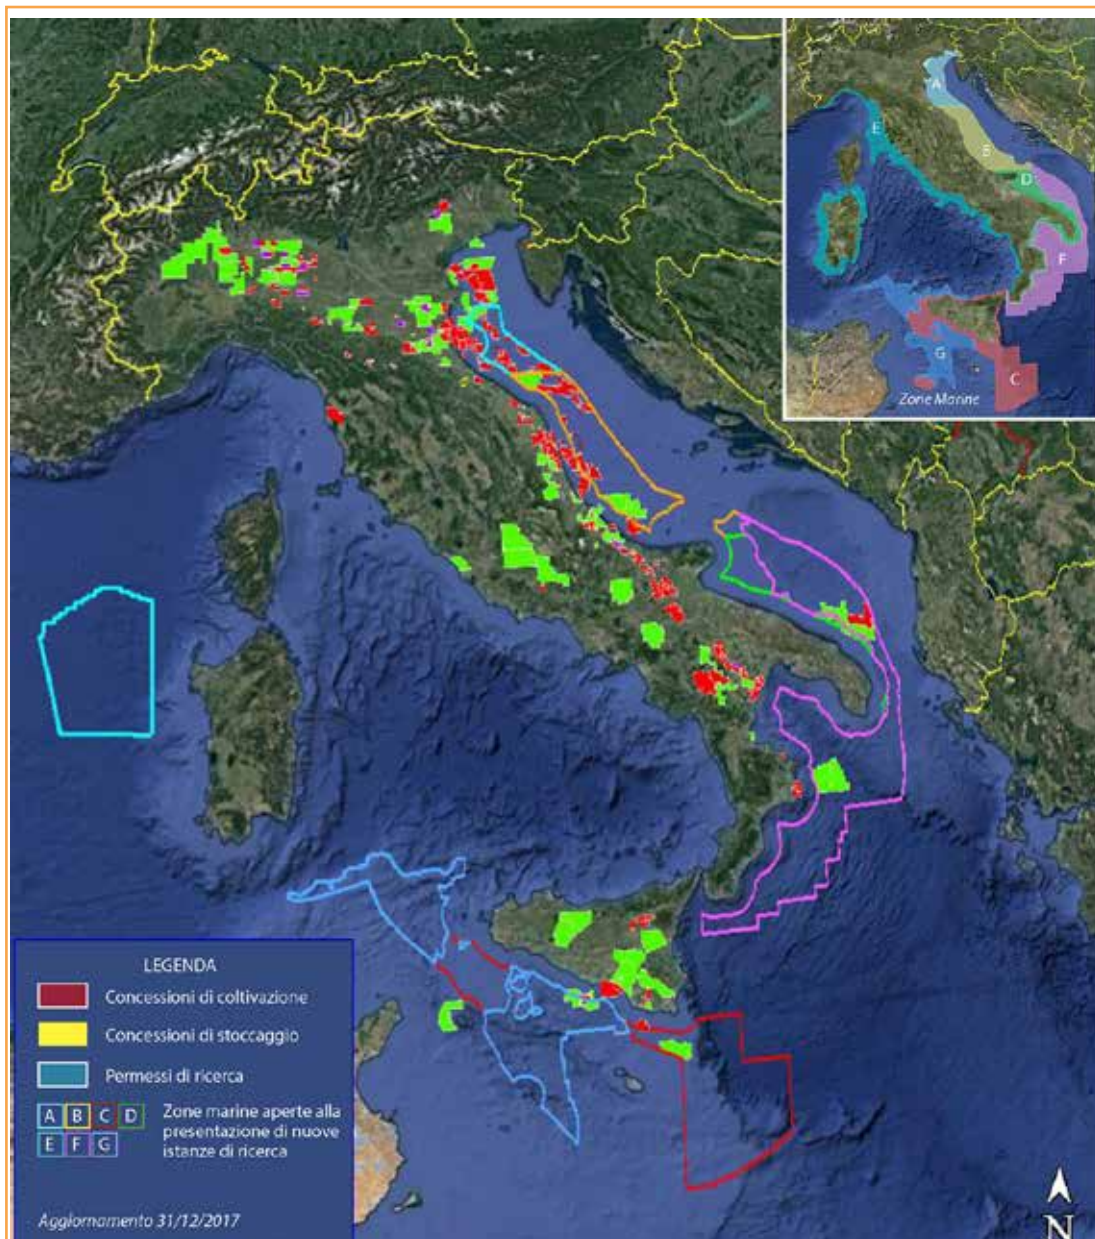 A
E
B
D
F
G
C
Zone Marine
LEGENDA
Concessioni di coltivazione
Concessioni di stoccaggio
Permessi di ricerca
A B C D
E F G
Zone marine aperte alla
presentazione di nuove
istanze di ricerca
Aggiornamento 31/12/2017
N